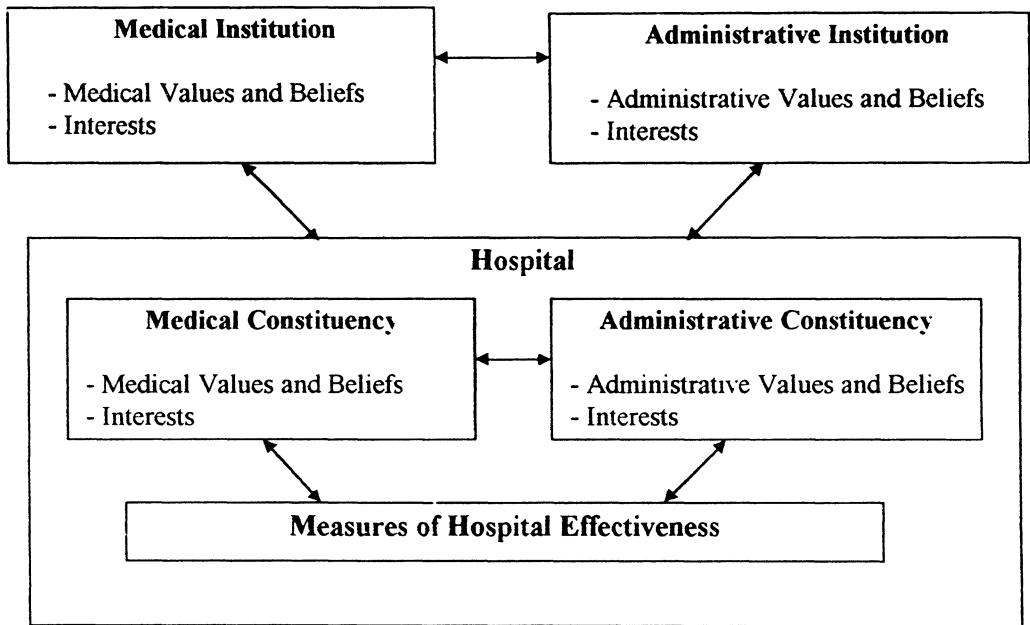 Medical Institution
- Medical Values and Beliefs
- Interests
Administrative Institution
- Administrative Values and Beliefs
- Interests
Hospital
Medical Constituency
- Medical Values and Beliefs
- Interests
Administrative Constituency
- Administrative Values and Beliefs
- Interests
Measures of Hospital Effectiveness